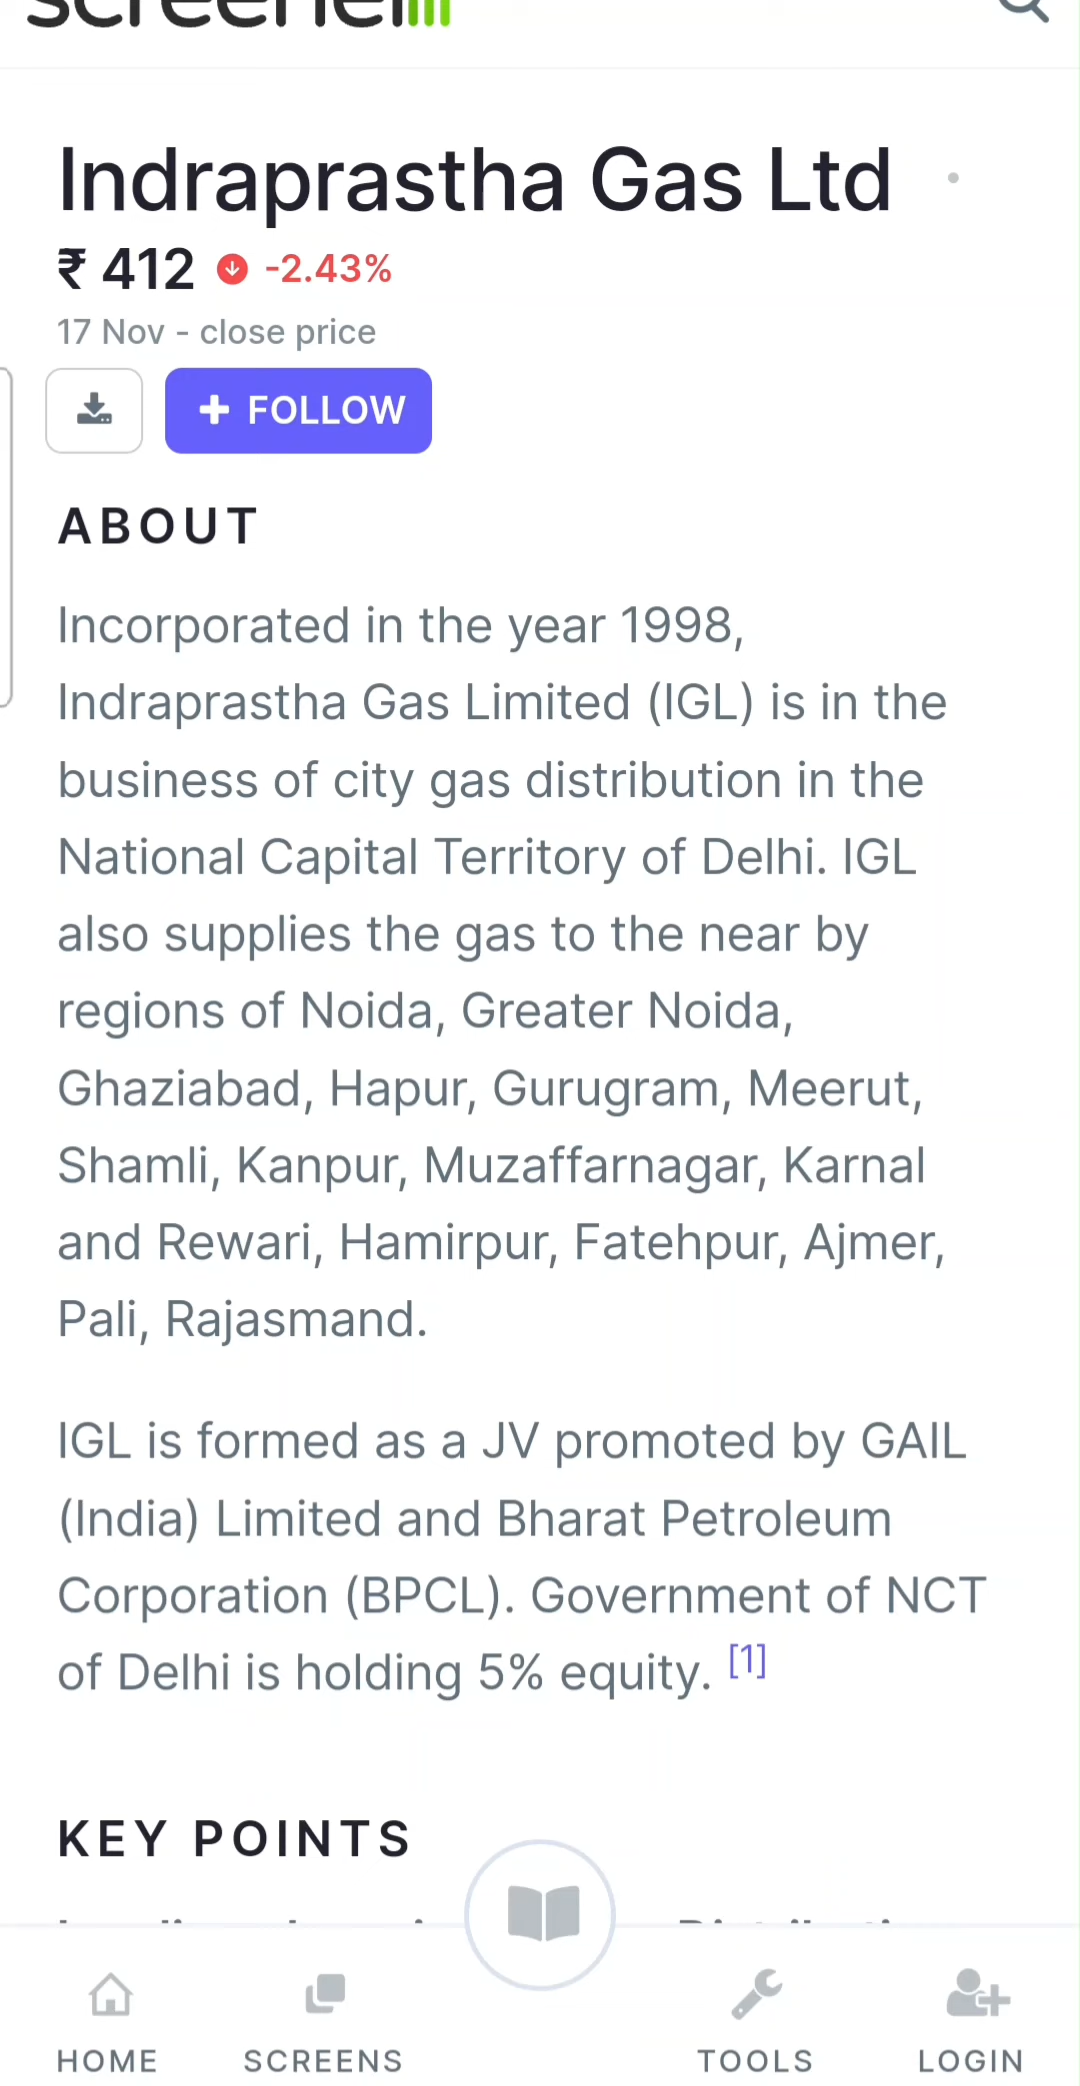 screener
Indraprastha Gas Ltd
₹ 412 -2.43%
17 Nov - close price
FOLLOW
ABOUT
Incorporated in the year 1998,
Indraprastha Gas Limited (IGL) is in the
business of city gas distribution in the
National Capital Territory of Delhi. IGL
also supplies the gas to the near by
regions of Noida, Greater Noida,
Ghaziabad, Hapur, Gurugram, Meerut,
Shamli, Kanpur, Muzaffarnagar, Karnal
and Rewari, Hamirpur, Fatehpur, Ajmer,
Pali, Rajasmand.
IGL is formed as a JV promoted by GAIL
(India) Limited and Bharat Petroleum
Corporation (BPCL). Government of NCT
of Delhi is holding 5% equity. [1]
KEY POINTS
HOME SCREENS TOOLS LOGIN